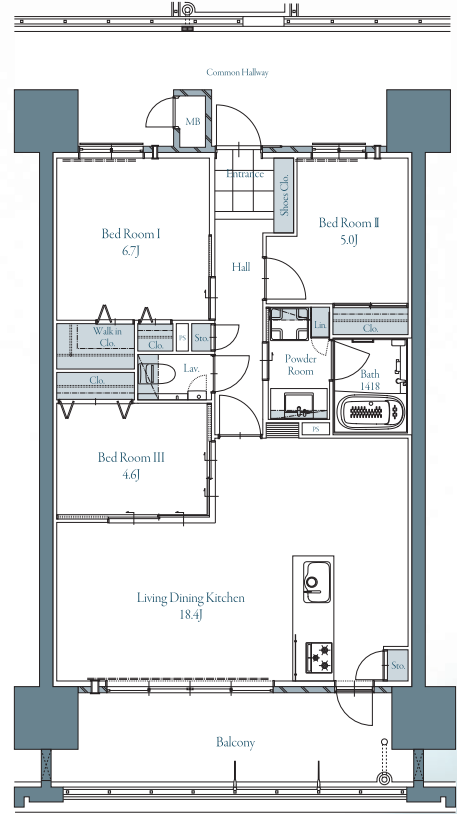 Common Hallway
MB
Entrance
Shoes Clo.
Bed Room I
6.7J
Bed Room II
5.0J
Hall
Walk in
Clo.
Clo.
PS
Sto.
Lin.
Clo.
Lav.
Powder
Room
Bath
1418
Clo.
PS
Bed Room III
4.6J
Living Dining Kitchen
18.4J
Sto.
Balcony